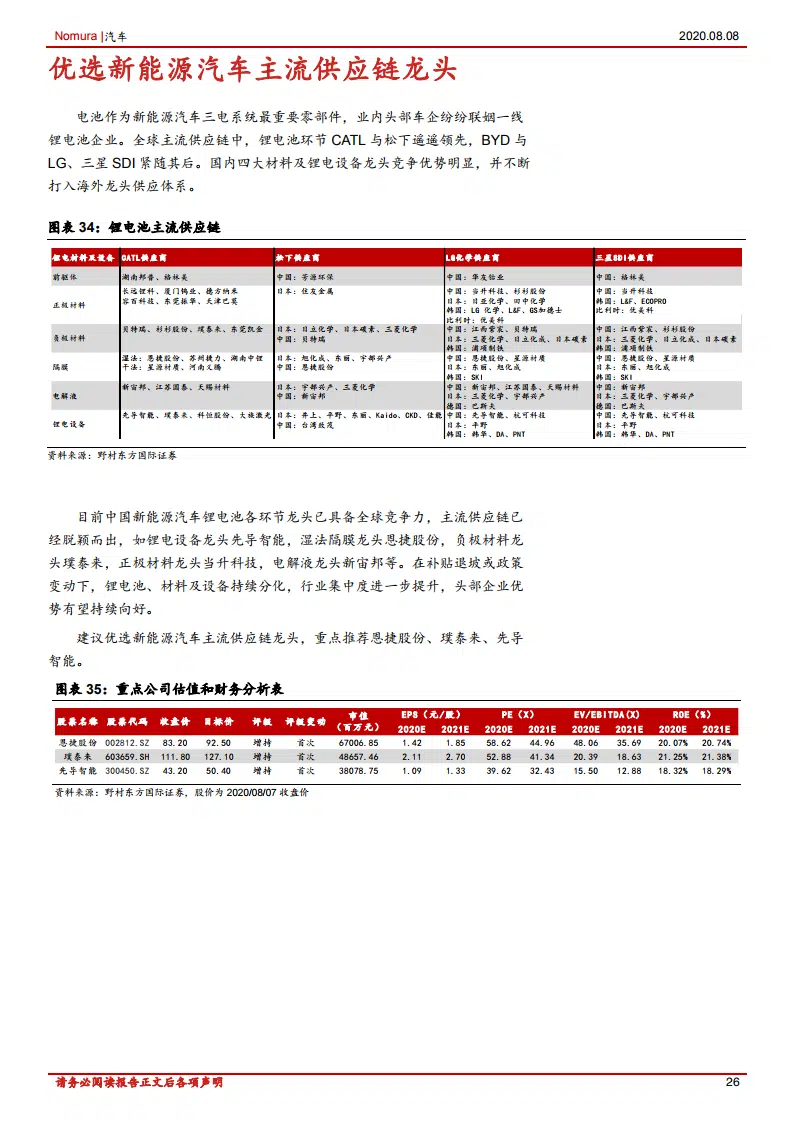 Nomura |汽车 2020.08.08
优选新能源汽车主流供应链龙头
电池作为新能源汽车三电系统最重要零部件，业内头部车企纷纷联姻一线
锂电池企业。全球主流供应链中，锂电池环节 CATL 与松下遥遥领先，BYD 与
LG、三星 SDI 紧随其后。国内四大材料及锂电设备龙头竞争优势明显，并不断
打入海外龙头供应体系。
图表 34：锂电池主流供应链
锂电材料及设备 CATL供应商 松下供应商 LG化学供应商 三星SDI供应商
前驱体 湖南邦普、格林美 中国：芳源环保 中国：华友钴业 中国：格林美
正极材料
长远锂科、厦门钨业、德方纳米
容百科技、东莞振华、天津巴莫
日本：住友金属
中国：当升科技、杉杉股份
日本：日亚化学、田中化学
韩国：LG 化学、L&F、GS加德士
比利时：优美科
中国：当升科技
韩国：L&F、ECOPRO
比利时：优美科
负极材料
贝特瑞、杉杉股份、璞泰来、东莞凯金
日本：日立化学、日本碳素、三菱化学
中国：贝特瑞
中国：江西紫宸、贝特瑞
日本：三菱化学、日立化成、日本碳素
韩国：浦项制铁
中国：江西紫宸、杉杉股份
日本：三菱化学、日立化成、日本碳素
韩国：浦项制铁
隔膜
湿法：恩捷股份、苏州捷力、湖南中锂
干法：星源材质、河南义腾
日本：旭化成、东丽、宇部兴产
中国：恩捷股份
中国：恩捷股份、星源材质
日本：东丽、旭化成
韩国：SKI
中国：恩捷股份、星源材质
日本：东丽、旭化成
韩国：SKI
电解液
新宙邦、江苏国泰、天赐材料
日本：宇部兴产、三菱化学
中国：新宙邦
中国：新宙邦、江苏国泰、天赐材料
日本：三菱化学、宇部兴产
德国：巴斯夫
中国：新宙邦
日本：三菱化学、宇部兴产
德国：巴斯夫
锂电设备
先导智能、璞泰来、科恒股份、大族激光
日本：井上、平野、东丽、Kaido、CKD、佳能
中国：台湾致茂
中国：先导智能、杭可科技
日本：平野
韩国：韩华、DA、PNT
中国：先导智能、杭可科技
日本：平野
韩国：韩华、DA、PNT
资料来源：野村东方国际证券
目前中国新能源汽车锂电池各环节龙头已具备全球竞争力，主流供应链已
经脱颖而出，如锂电设备龙头先导智能，湿法隔膜龙头恩捷股份，负极材料龙
头璞泰来，正极材料龙头当升科技，电解液龙头新宙邦等。在补贴退坡或政策
变动下，锂电池、材料及设备持续分化，行业集中度进一步提升，头部企业优
势有望持续向好。
建议优选新能源汽车主流供应链龙头，重点推荐恩捷股份、璞泰来、先导
智能。
图表 35：重点公司估值和财务分析表
股票名称 股票代码 收盘价 目标价 评级 评级变动 市值（百万元） EPS（元/股） PE（X） EV/EBITDA(X) ROE（%）
2020E 2021E 2020E 2021E 2020E 2021E 2020E 2021E
恩捷股份 002812.SZ 83.20 92.50 增持 首次 67006.85 1.42 1.85 58.62 44.96 48.06 35.69 20.07% 20.74%
璞泰来 603659.SH 111.80 127.10 增持 首次 48657.46 2.11 2.70 52.88 41.34 20.39 18.63 21.25% 21.38%
先导智能 300450.SZ 43.20 50.40 增持 首次 38078.75 1.09 1.33 39.62 32.43 15.50 12.88 18.32% 18.29%
资料来源：野村东方国际证券，股价为 2020/08/07 收盘价
请务必阅读报告正文后各项声明 26